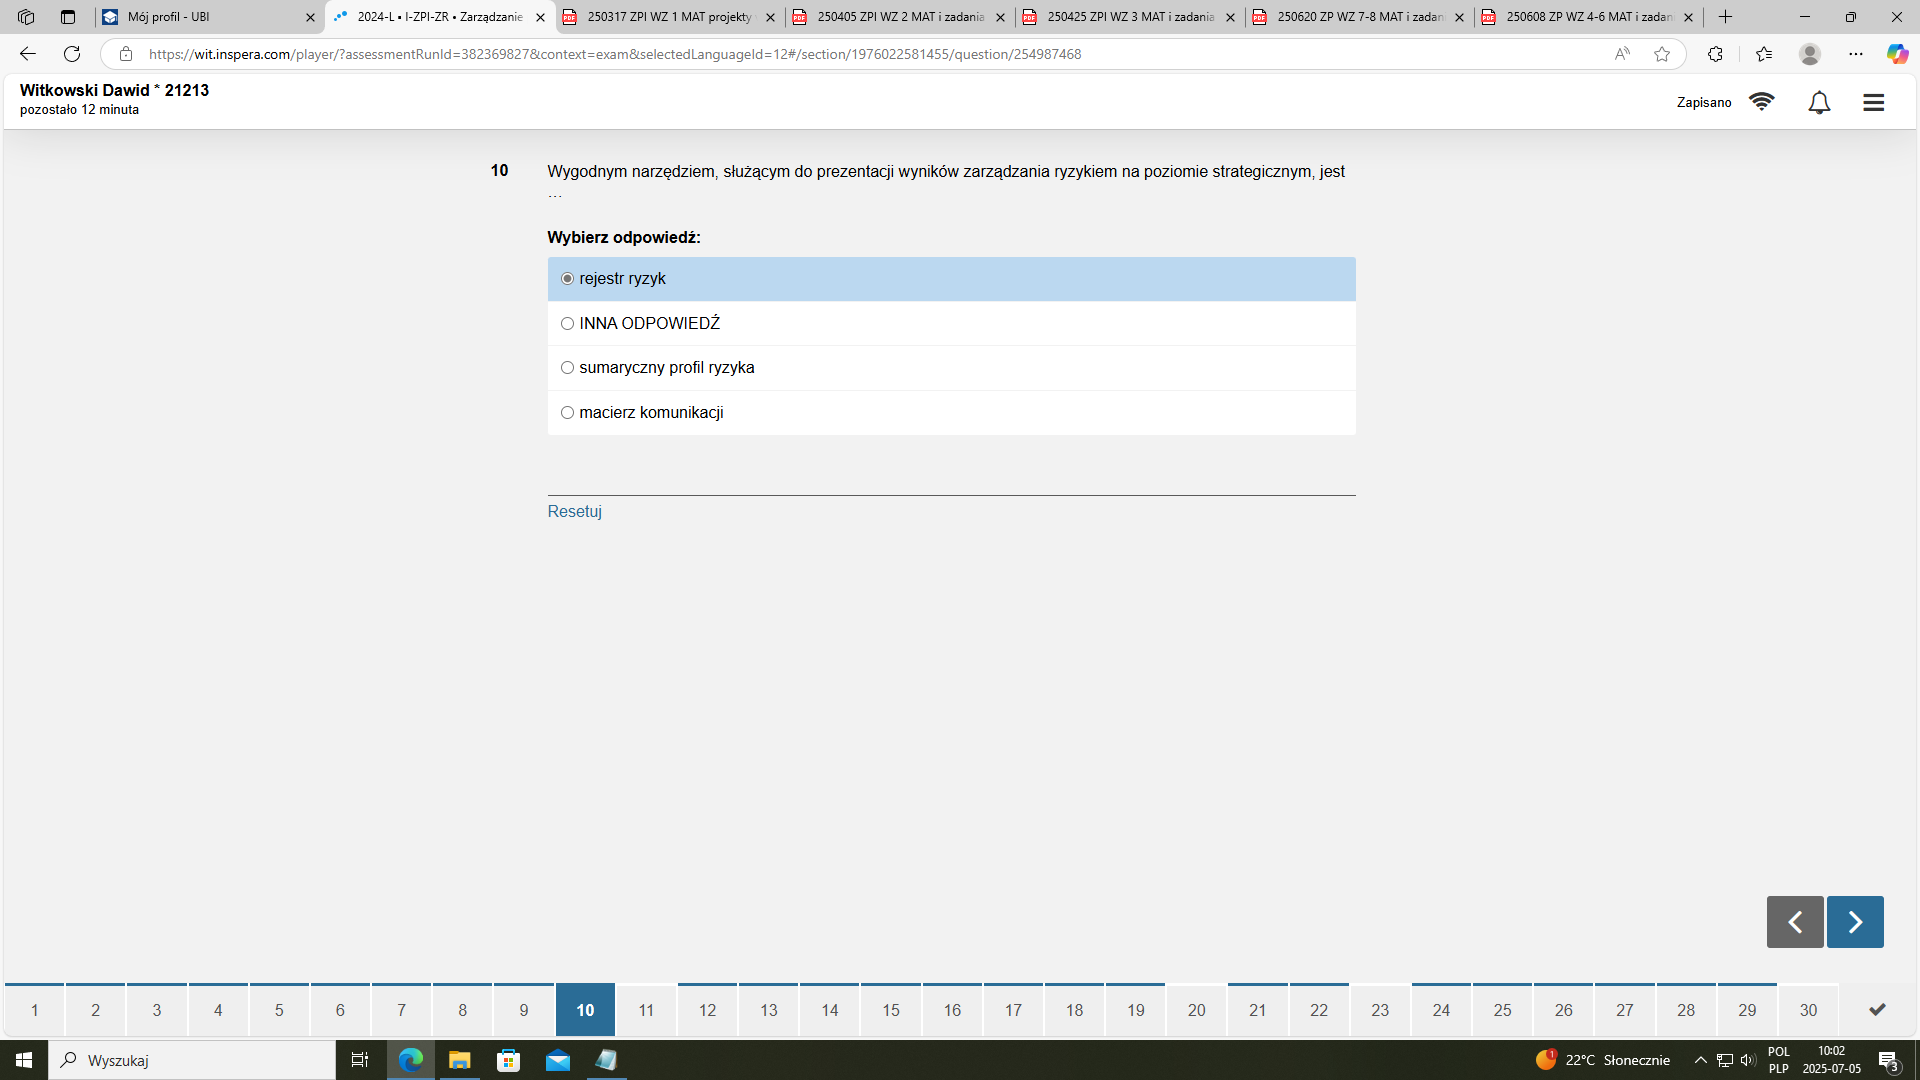 Mój profil - UBI
2024-L • I-ZPI-ZR • Zarządzanie
250317 ZPI WZ 1 MAT projekty
250405 ZPI WZ 2 MAT i zadania
250425 ZPI WZ 3 MAT i zadania
250620 ZP WZ 7-8 MAT i zadan
250608 ZP WZ 4-6 MAT i zadan
https://wit.inspera.com/player/?assessmentRunId=382369827&context=exam&selectedLanguageId=12#/section/1976022581455/question/254987468
Witkowski Dawid * 21213
pozostało 12 minuta
Zapisano
10
Wygodnym narzędziem, służącym do prezentacji wyników zarządzania ryzykiem na poziomie strategicznym, jest
…
Wybierz odpowiedź:
rejestr ryzyk
INNA ODPOWIEDŹ
sumaryczny profil ryzyka
macierz komunikacji
Resetuj
1 2 3 4 5 6 7 8 9 10 11 12 13 14 15 16 17 18 19 20 21 22 23 24 25 26 27 28 29 30
Wyszukaj
1
22°C Słonecznie
POL
PLP
10:02
2025-07-05
3